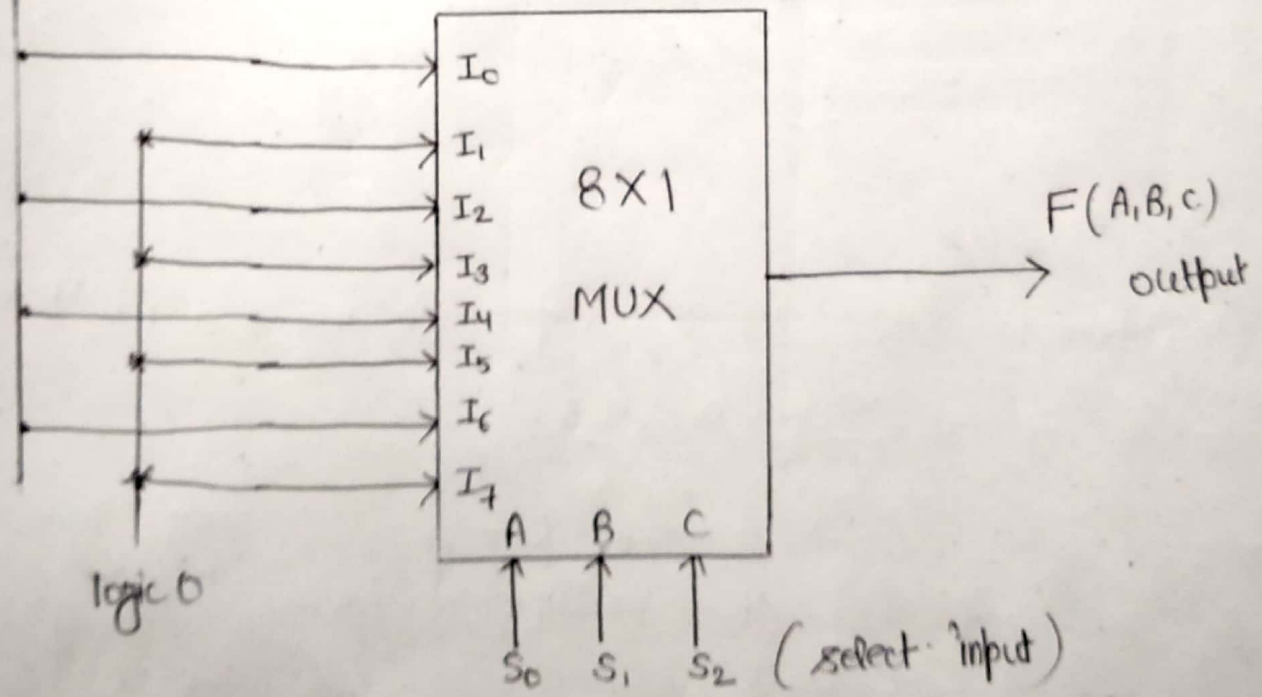 I0
I1
I2
I3
I4
I5
I6
I7
8X1
MUX
F(A,B,C)
output
A B C
logic 0
S0 S1 S2 (select input)